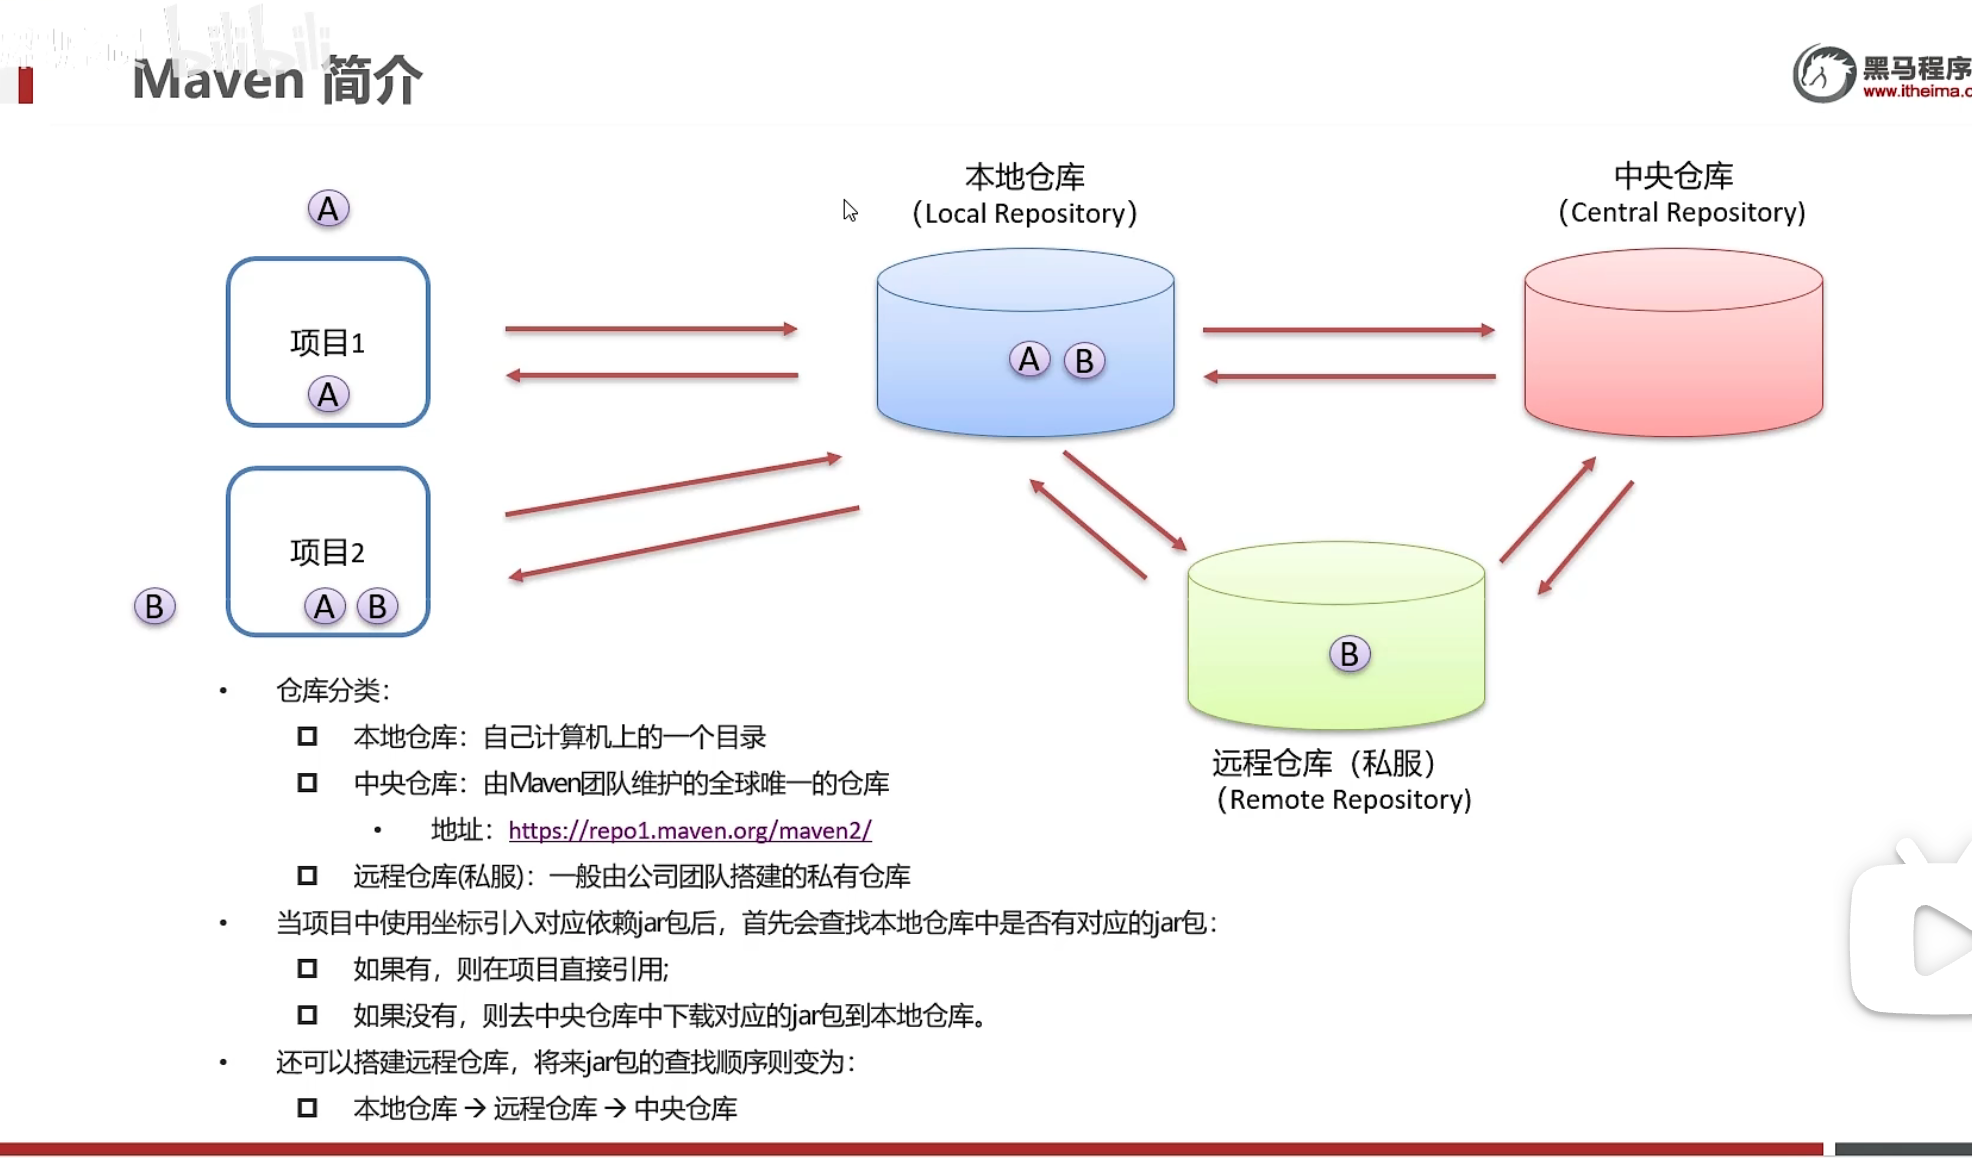 bilibili
Maven 简介
黑马程序
www.itheima.c
A
本地仓库
（Local Repository）
中央仓库
（Central Repository）
项目1
A
A B
项目2
B
A B
B
远程仓库（私服）
（Remote Repository）
• 仓库分类：
本地仓库：自己计算机上的一个目录
中央仓库：由Maven团队维护的全球唯一的仓库
• 地址：https://repo1.maven.org/maven2/
远程仓库(私服)：一般由公司团队搭建的私有仓库
• 当项目中使用坐标引入对应依赖jar包后，首先会查找本地仓库中是否有对应的jar包：
如果有，则在项目直接引用;
如果没有，则去中央仓库中下载对应的jar包到本地仓库。
• 还可以搭建远程仓库，将来jar包的查找顺序则变为：
本地仓库 → 远程仓库 → 中央仓库